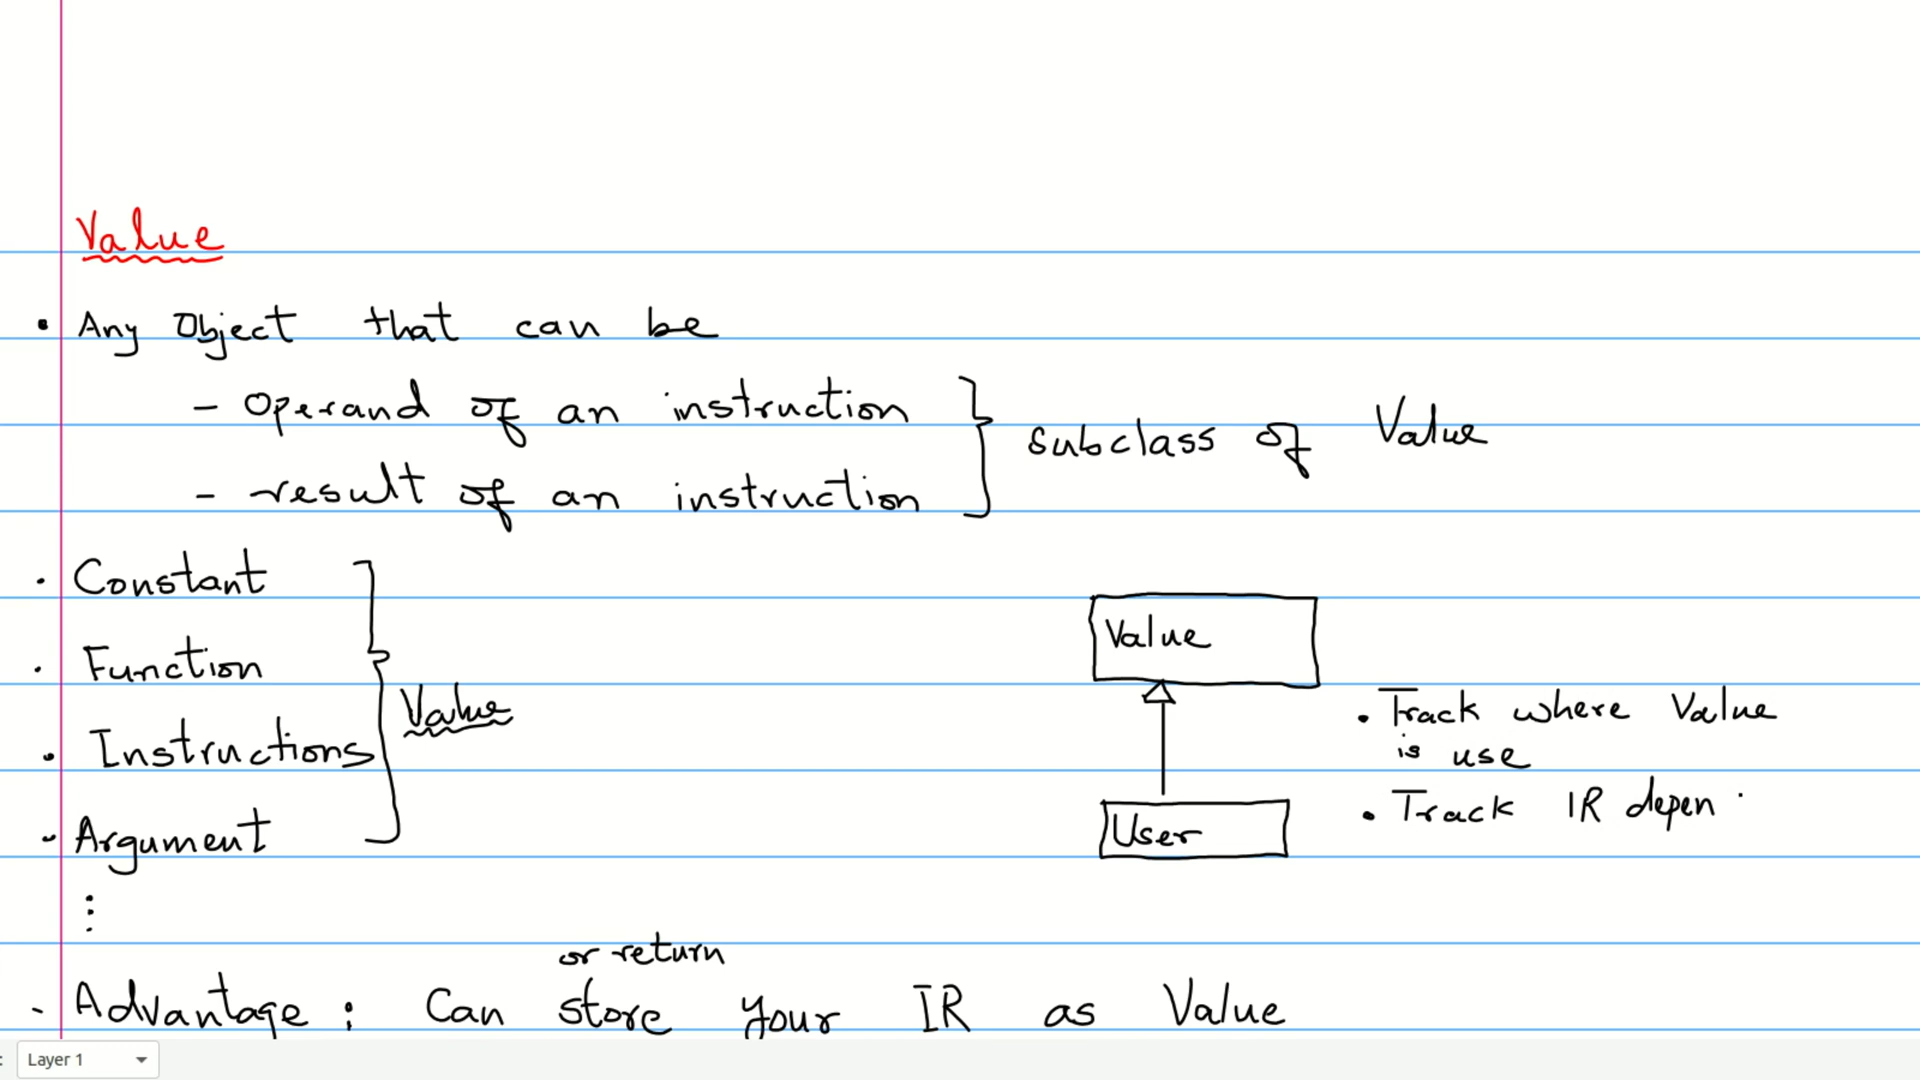 Value
• Any Object that can be
- Operand of an instruction
- result of an instruction
} subclass of Value
• Constant
• Function
• Instructions
• Argument
⋮
} Value
Value
User
• Track where Value
is use
• Track IR depen
or return
- Advantage : Can store your IR as Value
: Layer 1